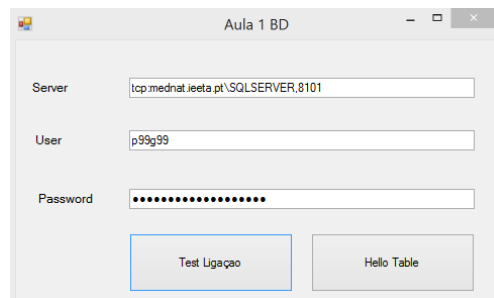 Aula 1 BD
Server
tcp:mednat.ieeta.pt\SQLSERVER,8101
User
p99g99
Password
•••••••••••••••••••
Test Ligaçao
Hello Table